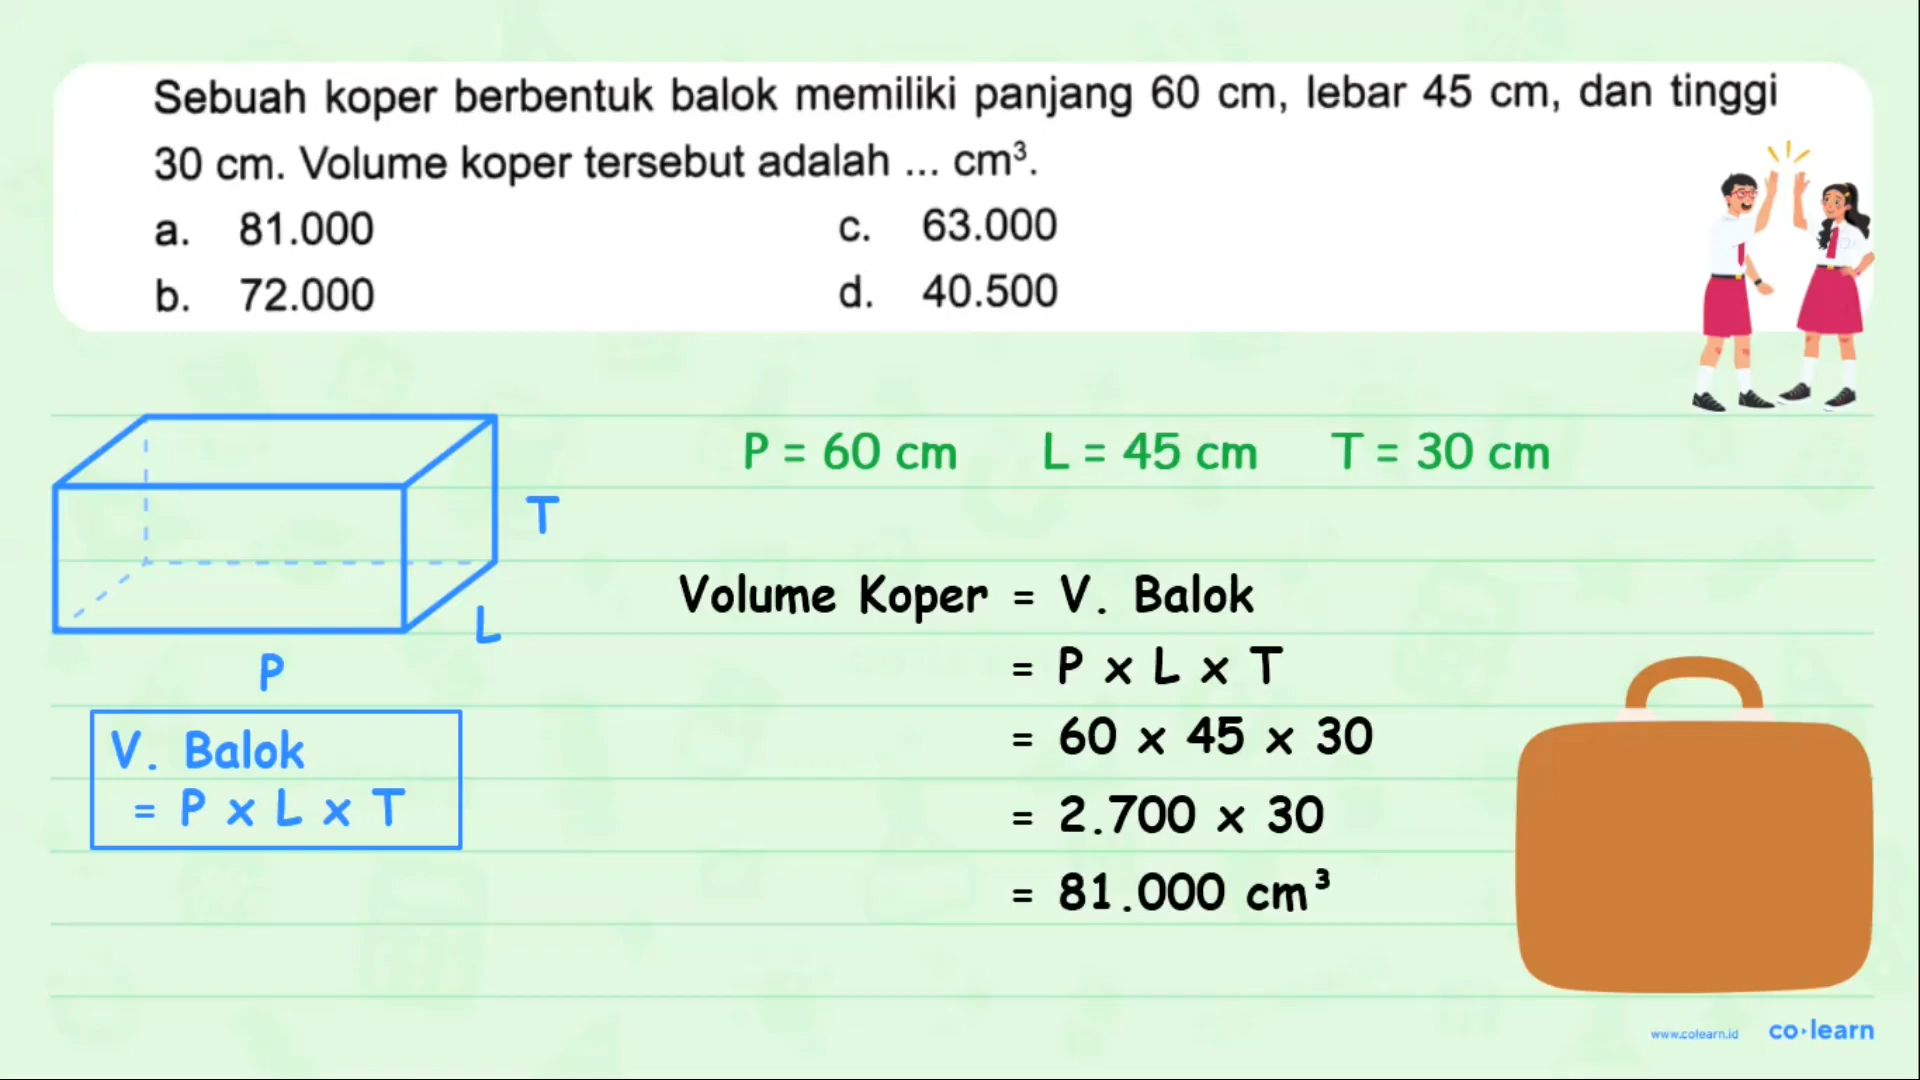 Sebuah koper berbentuk balok memiliki panjang 60 cm, lebar 45 cm, dan tinggi
30 cm. Volume koper tersebut adalah ... cm³.
a. 81.000
c. 63.000
b. 72.000
d. 40.500
P = 60 cm L = 45 cm T = 30 cm
T
L
P
V. Balok
= P x L x T
Volume Koper = V. Balok
= P x L x T
= 60 x 45 x 30
= 2.700 x 30
= 81.000 cm³
www.colearn.id co·learn